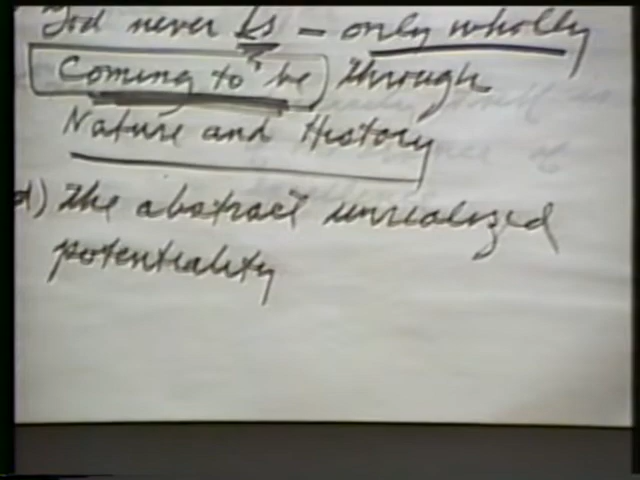 God never Is – only wholly
Coming to be through
Nature and History
d) The abstract unrealized
potentiality